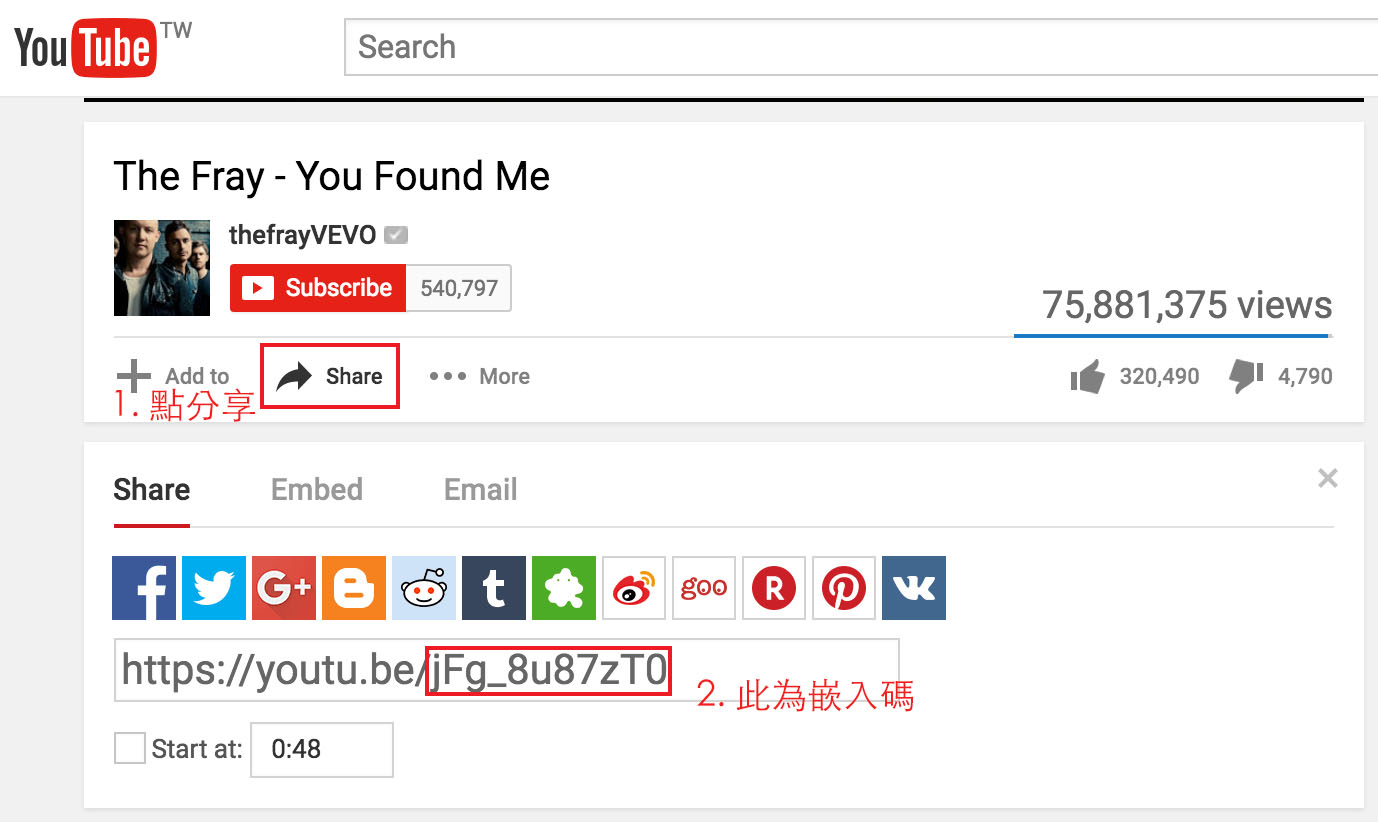 YouTube TW
Search
The Fray - You Found Me
thefrayVEVO
Subscribe 540,797
75,881,375 views
Add to Share More 320,490 4,790
1. 點分享
Share Embed Email
f G+ B t goo R vk
https://youtu.be/jFg_8u87zT0
2. 此為嵌入碼
Start at: 0:48